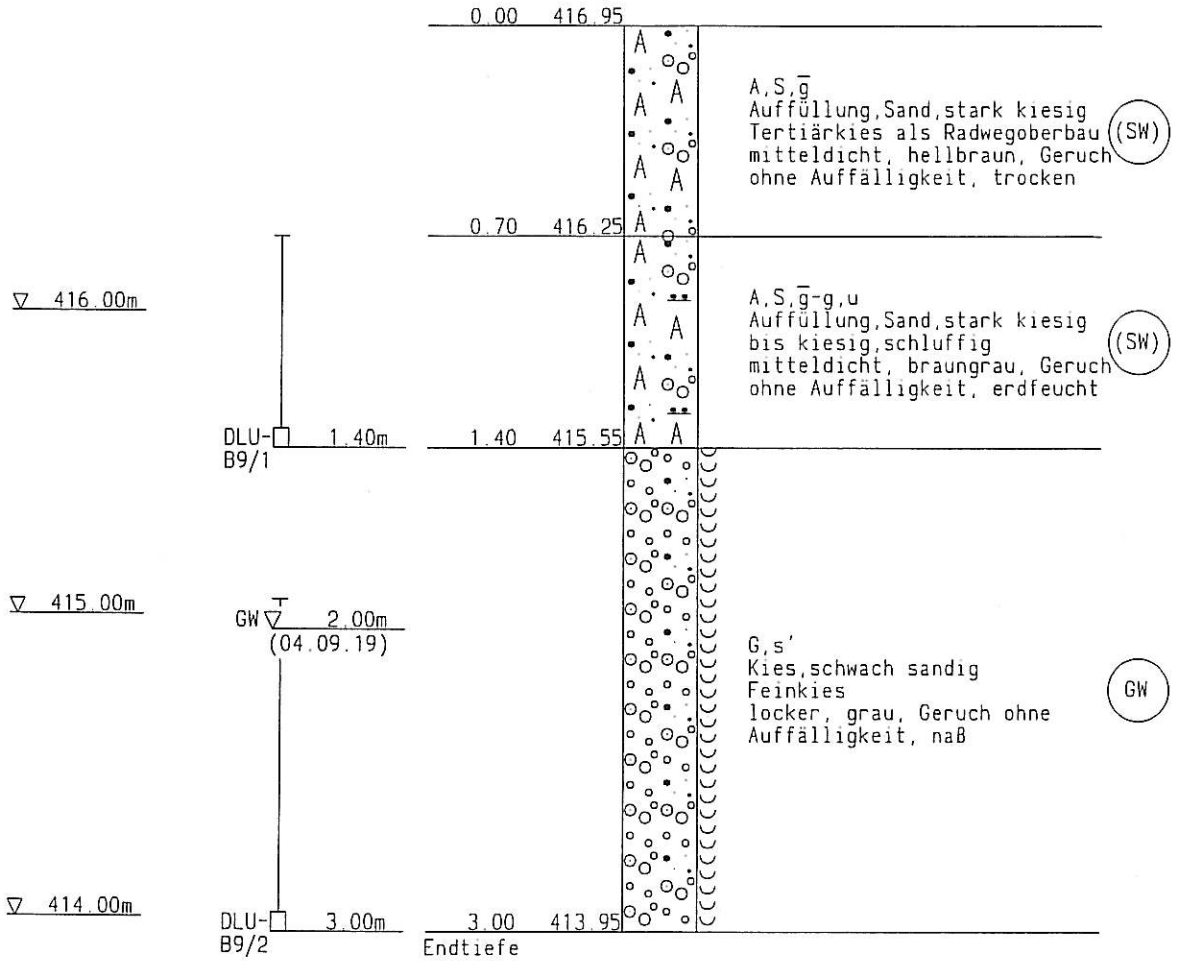 0.00 416.95
A,S,g̅
Auffüllung,Sand,stark kiesig
Tertiärkies als Radwegoberbau
mitteldicht, hellbraun, Geruch
ohne Auffälligkeit, trocken
(SW)
0.70 416.25
416.00m
A,S,g̅-g,u
Auffüllung,Sand,stark kiesig
bis kiesig,schluffig
mitteldicht, braungrau, Geruch
ohne Auffälligkeit, erdfeucht
(SW)
DLU- 1.40m
B9/1
1.40 415.55
415.00m
GW 2.00m
(04.09.19)
G,s'
Kies,schwach sandig
Feinkies
locker, grau, Geruch ohne
Auffälligkeit, naß
GW
414.00m
DLU- 3.00m
B9/2
3.00 413.95
Endtiefe
A
A
A
A
A
A
A
A
A
A
A
A
A
A